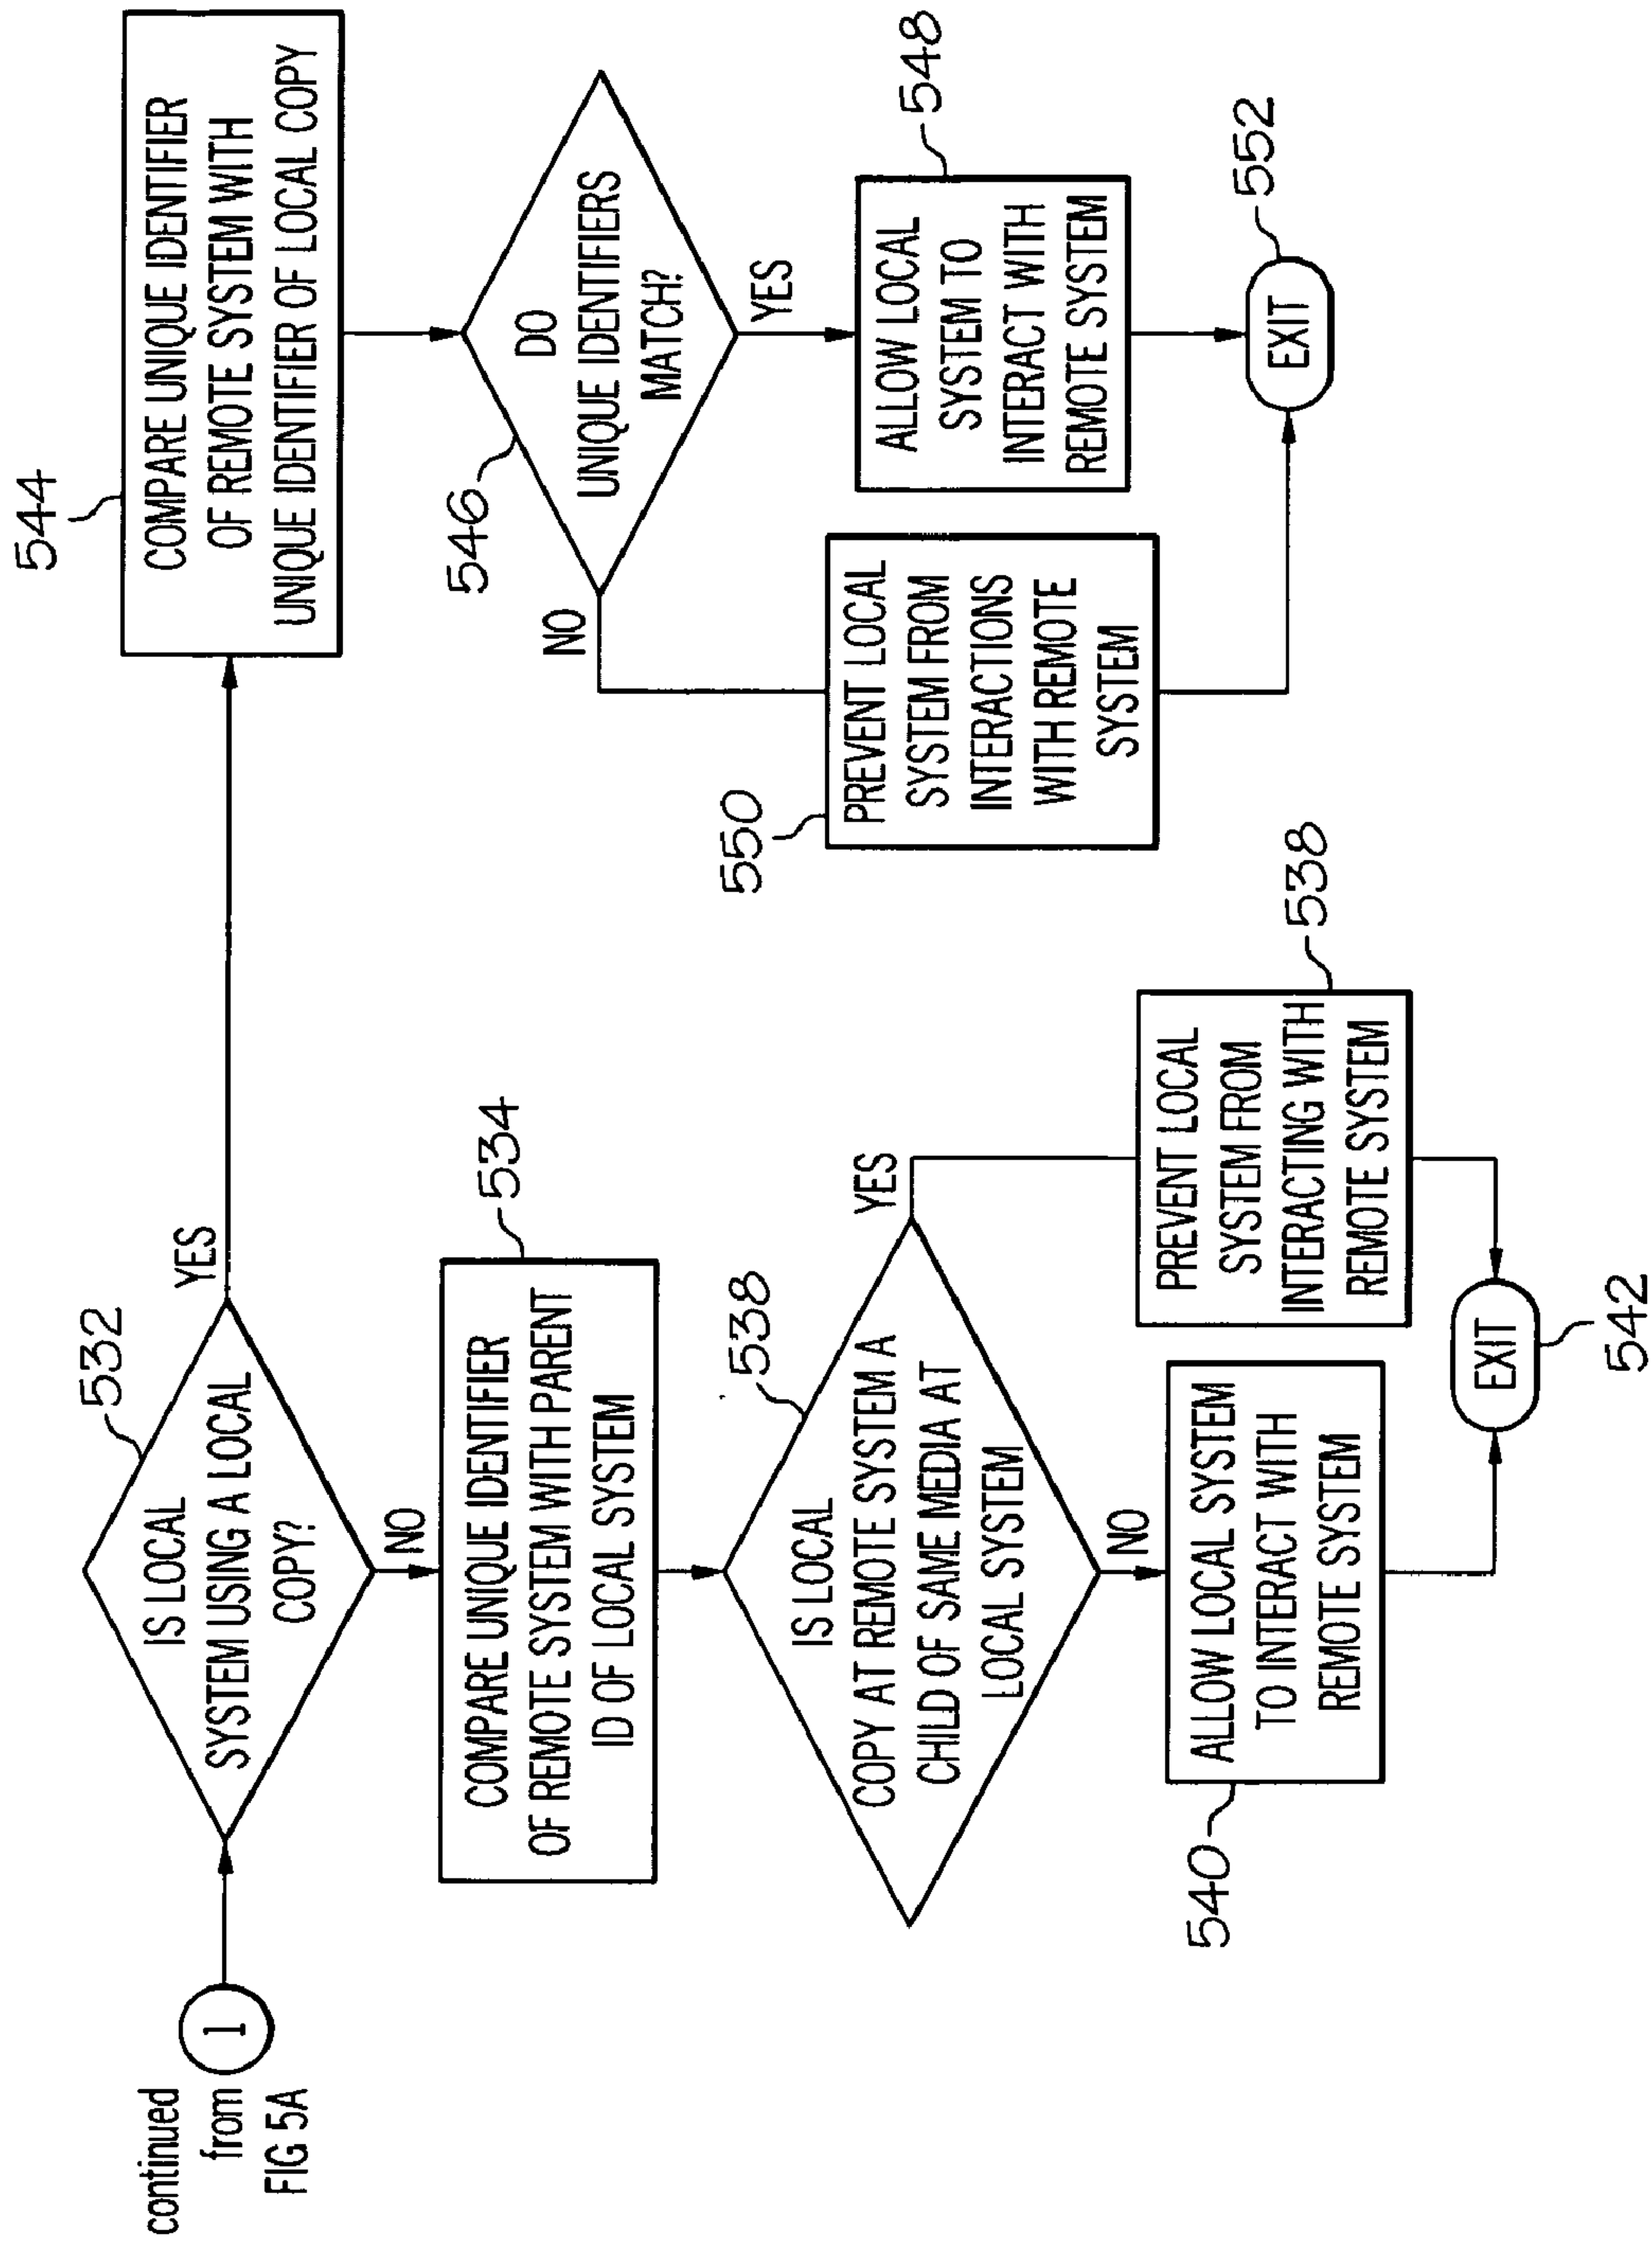 continued
from
FIG 5A
1
532
IS LOCAL
SYSTEM USING A LOCAL
COPY?
YES
NO
534
COMPARE UNIQUE IDENTIFIER
OF REMOTE SYSTEM WITH PARENT
ID OF LOCAL SYSTEM
538
IS LOCAL
COPY AT REMOTE SYSTEM A
CHILD OF SAME MEDIA AT
LOCAL SYSTEM
YES
NO
540
ALLOW LOCAL SYSTEM
TO INTERACT WITH
REMOTE SYSTEM
PREVENT LOCAL
SYSTEM FROM
INTERACTING WITH
REMOTE SYSTEM
538
EXIT
542
544
COMPARE UNIQUE IDENTIFIER
OF REMOTE SYSTEM WITH
UNIQUE IDENTIFIER OF LOCAL COPY
546
DO
UNIQUE IDENTIFIERS
MATCH?
NO
YES
550
PREVENT LOCAL
SYSTEM FROM
INTERACTIONS
WITH REMOTE
SYSTEM
548
ALLOW LOCAL
SYSTEM TO
INTERACT WITH
REMOTE SYSTEM
EXIT
552